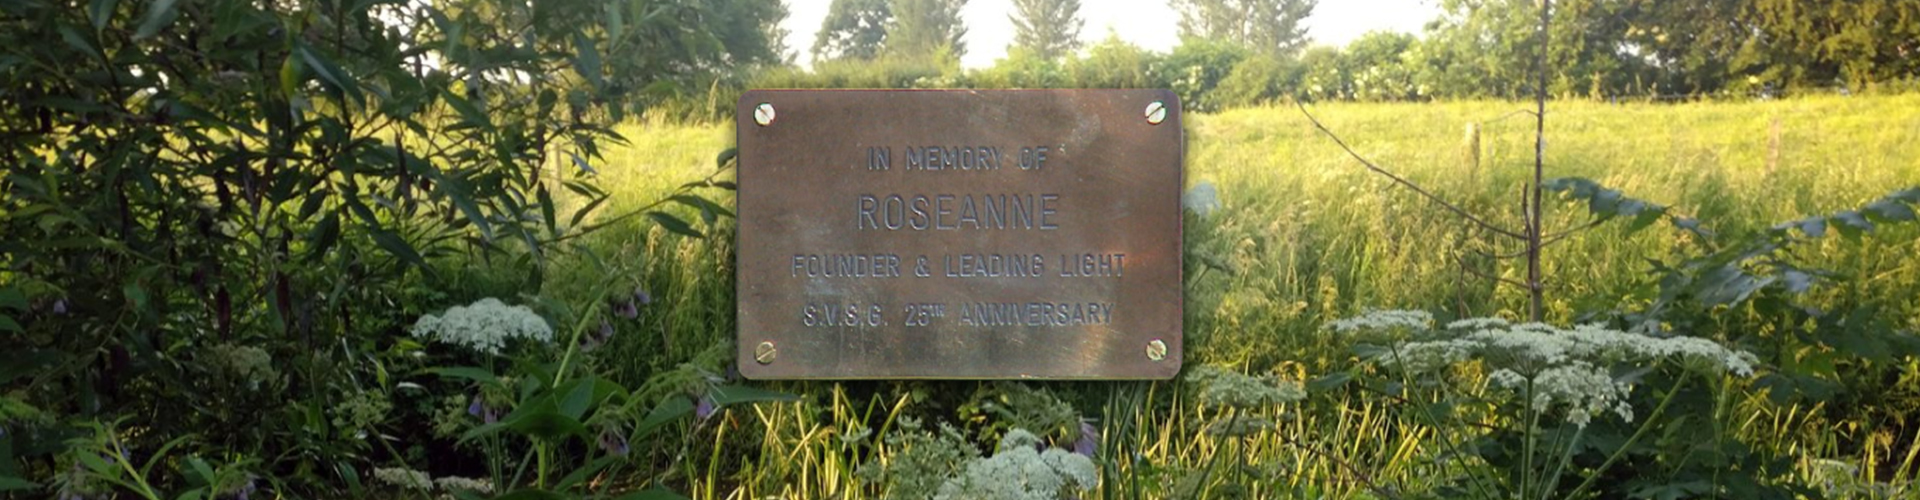 IN MEMORY OF
ROSEANNE
FOUNDER & LEADING LIGHT
S.V.S.G. 25TH ANNIVERSARY